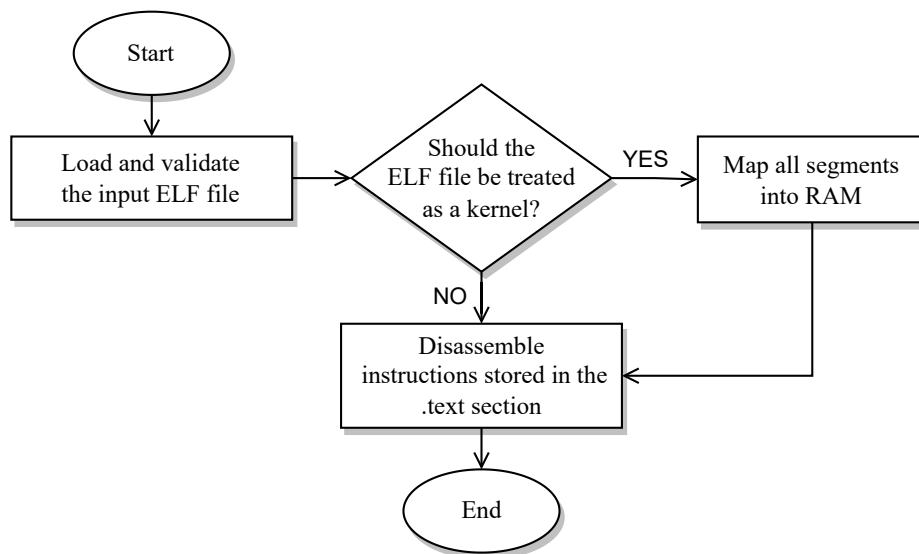 Start
Load and validate
the input ELF file
Should the
ELF file be treated
as a kernel?
YES
Map all segments
into RAM
NO
Disassemble
instructions stored in the
.text section
End